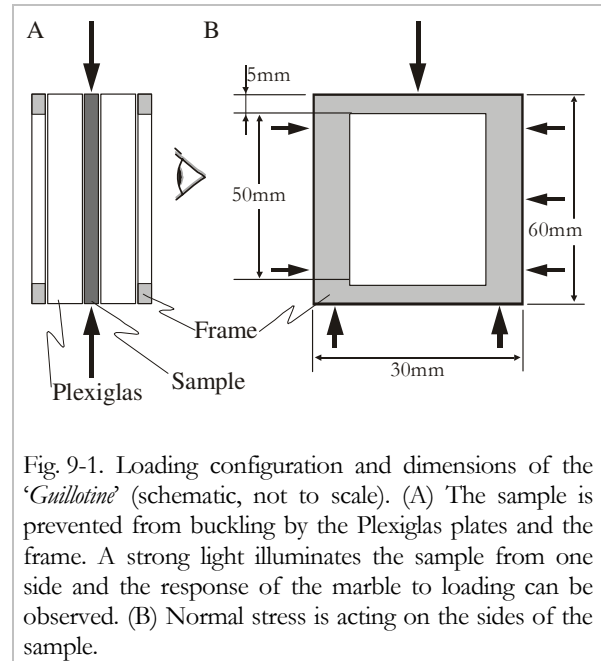 A
B
5mm
50mm
60mm
Frame
Sample
Plexiglas
30mm
Fig. 9-1. Loading configuration and dimensions of the
‘Guillotine’ (schematic, not to scale). (A) The sample is
prevented from buckling by the Plexiglas plates and the
frame. A strong light illuminates the sample from one
side and the response of the marble to loading can be
observed. (B) Normal stress is acting on the sides of the
sample.